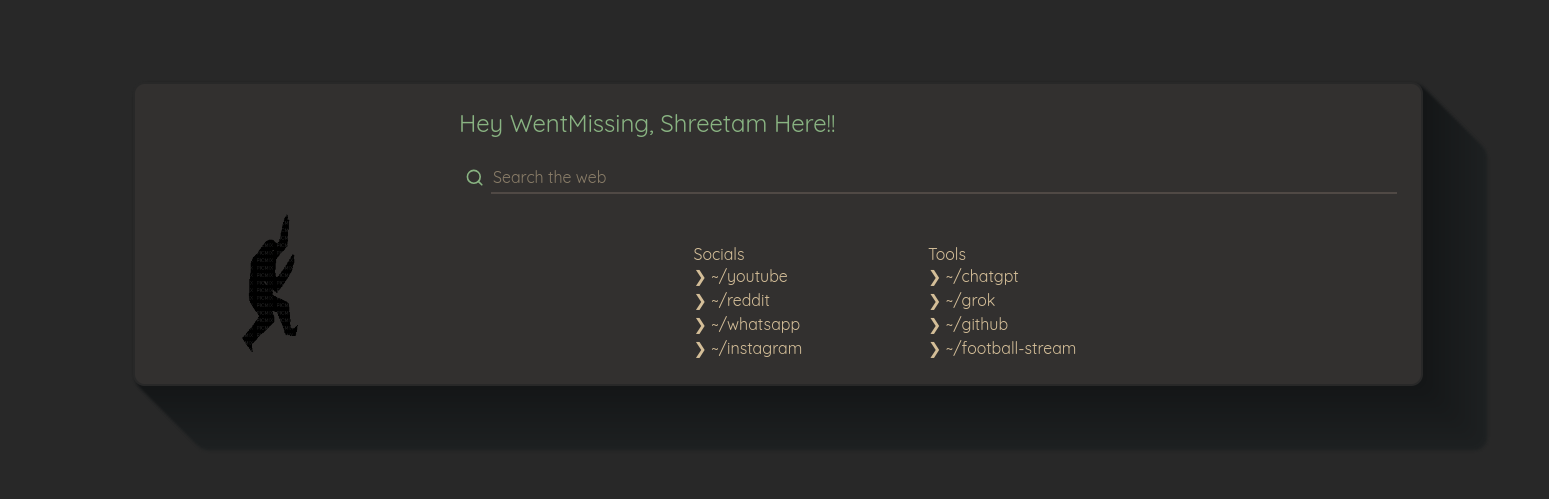 Hey WentMissing, Shreetam Here!!
Search the web
Socials
❯ ~/youtube
❯ ~/reddit
❯ ~/whatsapp
❯ ~/instagram
Tools
❯ ~/chatgpt
❯ ~/grok
❯ ~/github
❯ ~/football-stream